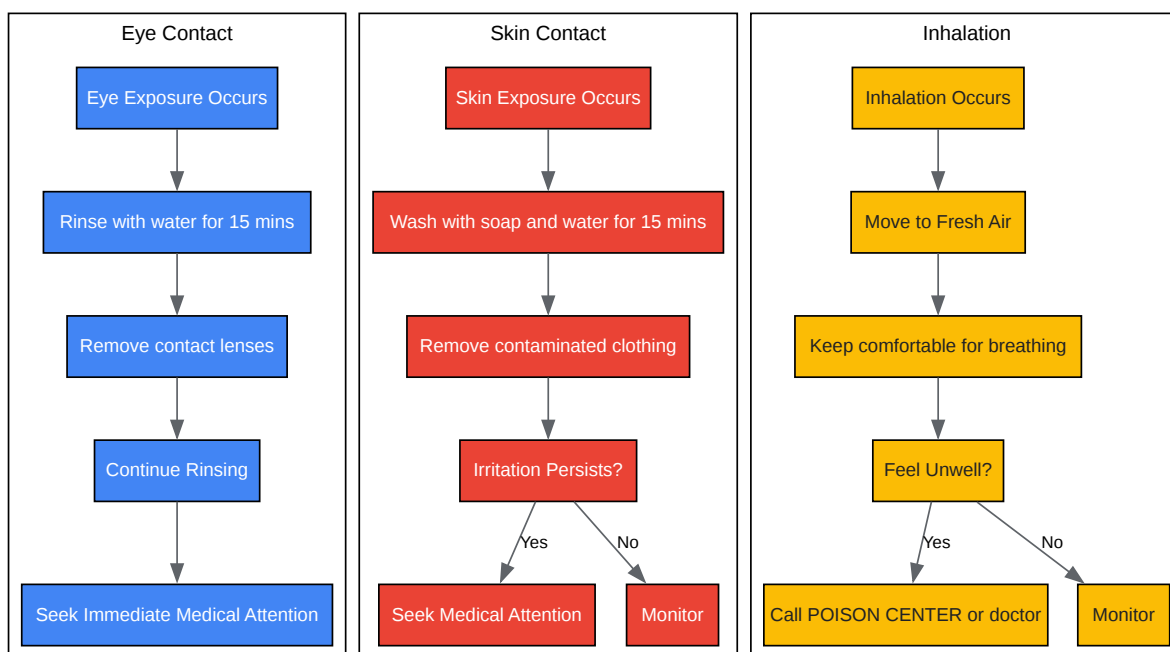 Eye Contact
Eye Exposure Occurs
Rinse with water for 15 mins
Remove contact lenses
Continue Rinsing
Seek Immediate Medical Attention
Skin Contact
Skin Exposure Occurs
Wash with soap and water for 15 mins
Remove contaminated clothing
Irritation Persists?
Yes
No
Seek Medical Attention
Monitor
Inhalation
Inhalation Occurs
Move to Fresh Air
Keep comfortable for breathing
Feel Unwell?
Yes
No
Call POISON CENTER or doctor
Monitor